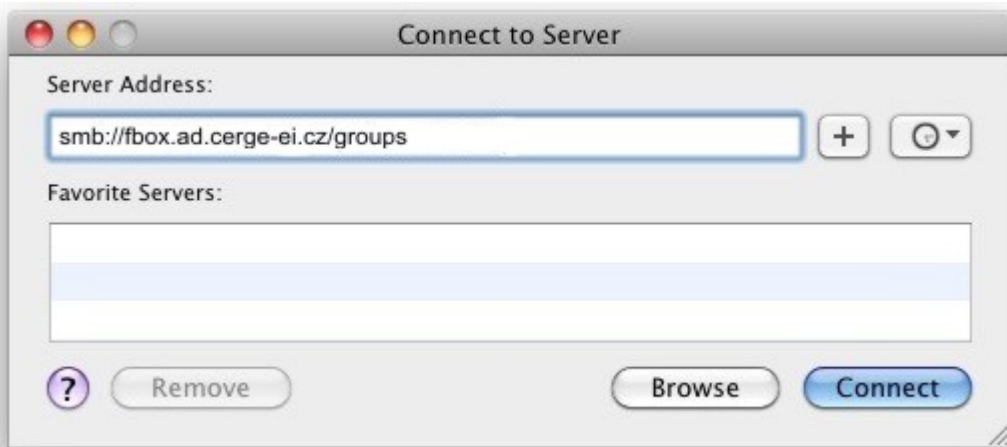 Connect to Server
Server Address:
smb://fbox.ad.cerge-ei.cz/groups
+
Favorite Servers:
? Remove Browse Connect